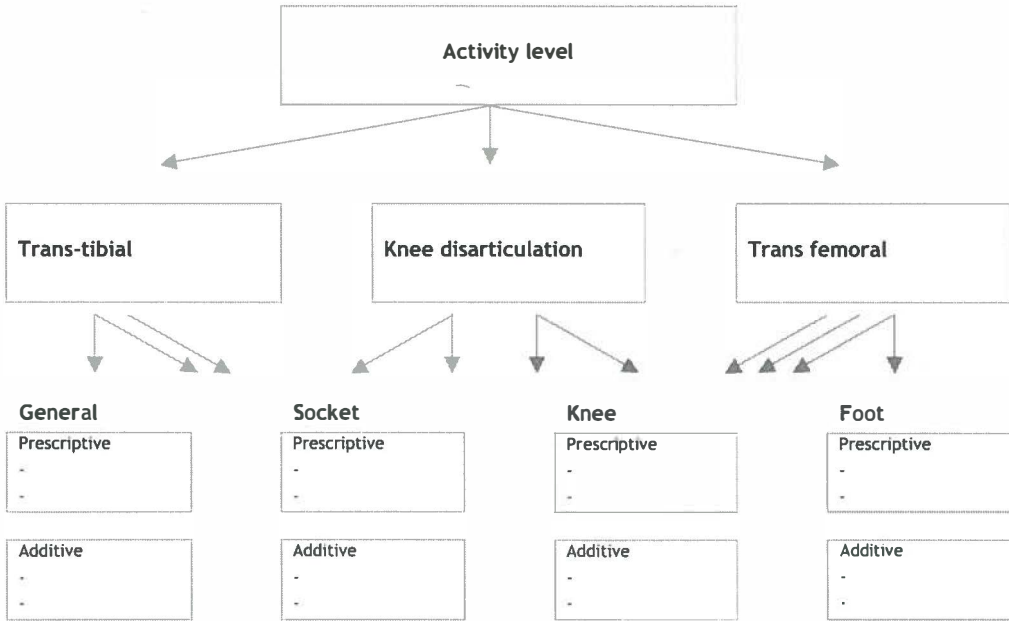 Activity level
Trans-tibial
Knee disarticulation
Trans femoral
General
Prescriptive
-
-
Additive
-
-
Socket
Prescriptive
-
-
Additive
-
-
Knee
Prescriptive
-
-
Additive
-
-
Foot
Prescriptive
-
-
Additive
-
-